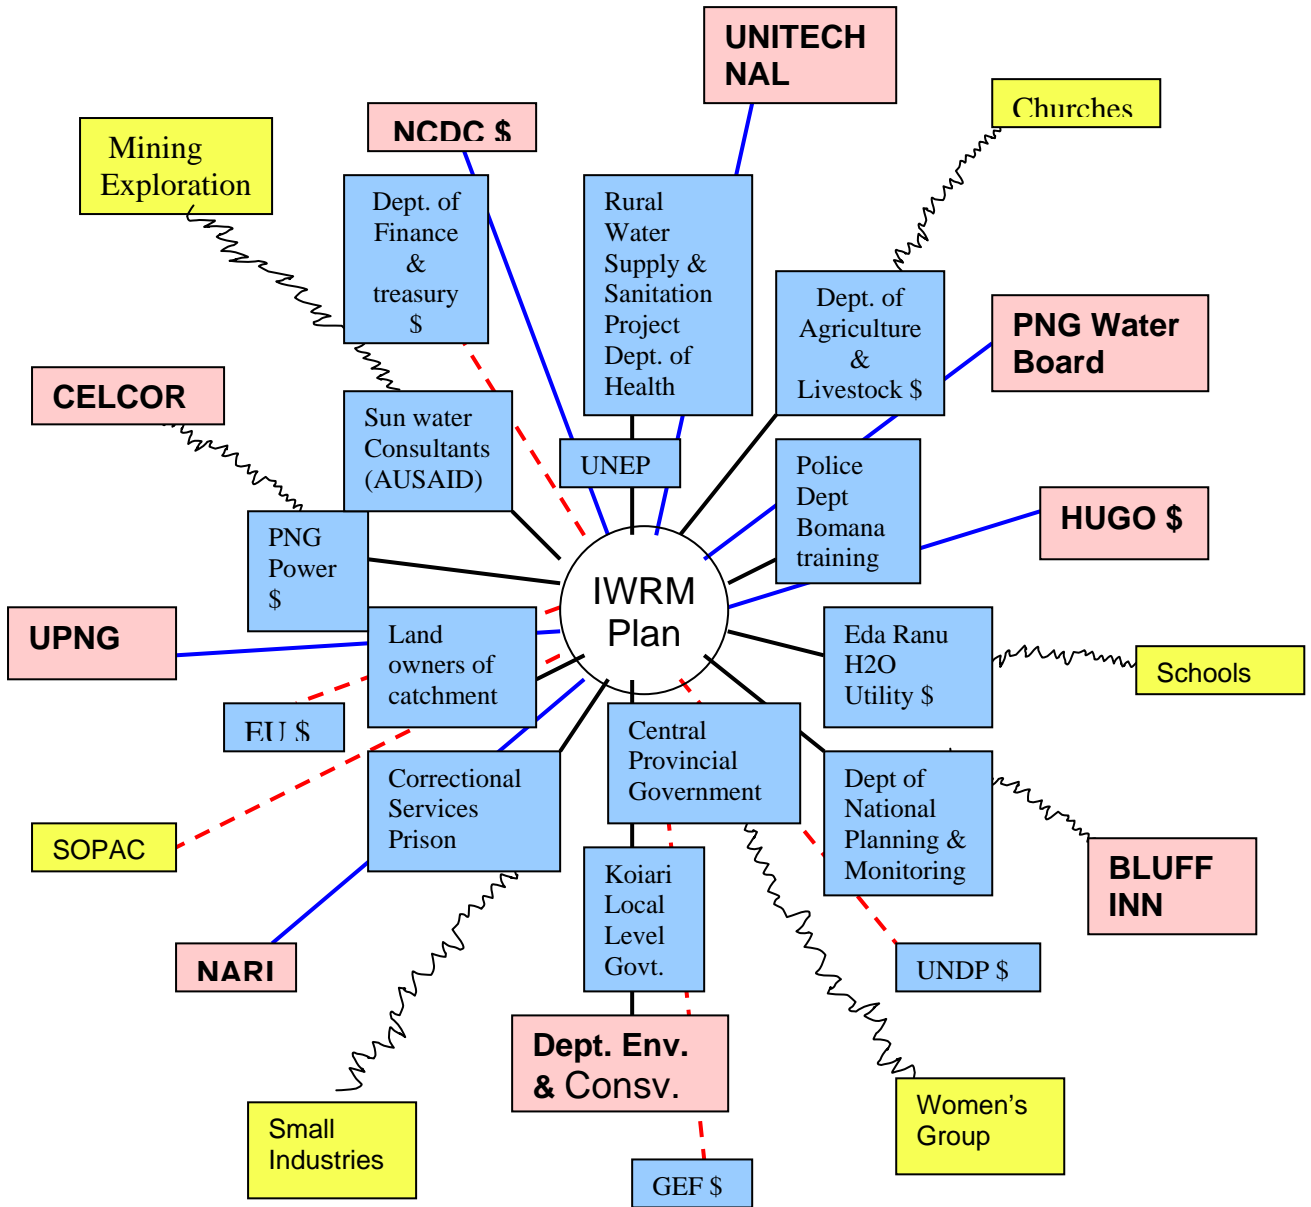 UNITECH
NAL
Churches
NCDC $
Mining
Exploration
Dept. of
Finance
&
treasury
$
Rural
Water
Supply &
Sanitation
Project
Dept. of
Health
Dept. of
Agriculture
&
Livestock $
PNG Water
Board
CELCOR
Sun water
Consultants
(AUSAID)
UNEP
Police
Dept
Bomana
training
HUGO $
PNG
Power
$
IWRM
Plan
UPNG
Land
owners of
catchment
Eda Ranu
H2O
Utility $
Schools
EU $
Central
Provincial
Government
Correctional
Services
Prison
Dept of
National
Planning &
Monitoring
SOPAC
BLUFF
INN
Koiari
Local
Level
Govt.
NARI
UNDP $
Dept. Env.
& Consv.
Women's
Group
Small
Industries
GEF $